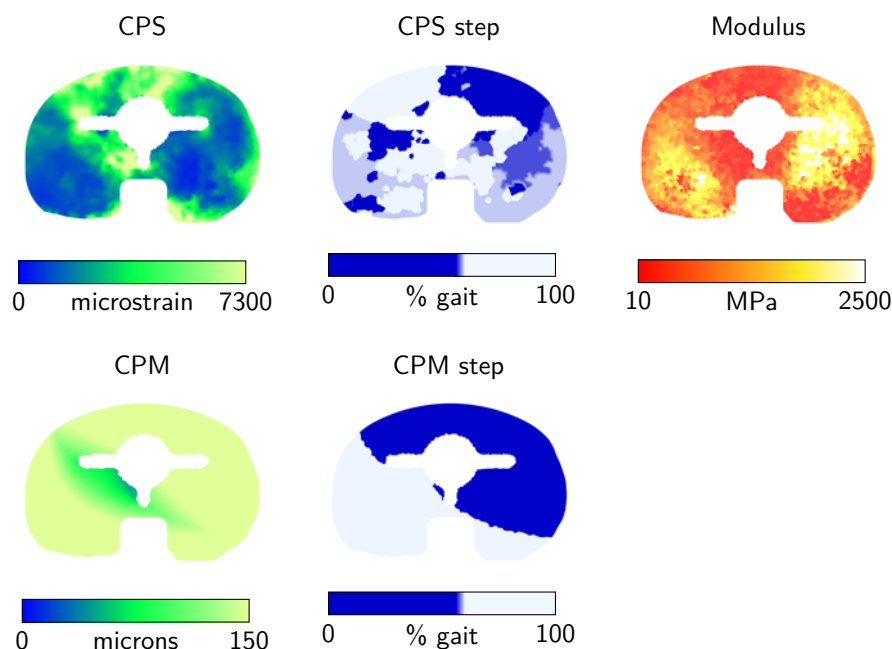 CPS
CPS step
Modulus
0 microstrain 7300
0 % gait 100
10 MPa 2500
CPM
CPM step
0 microns 150
0 % gait 100